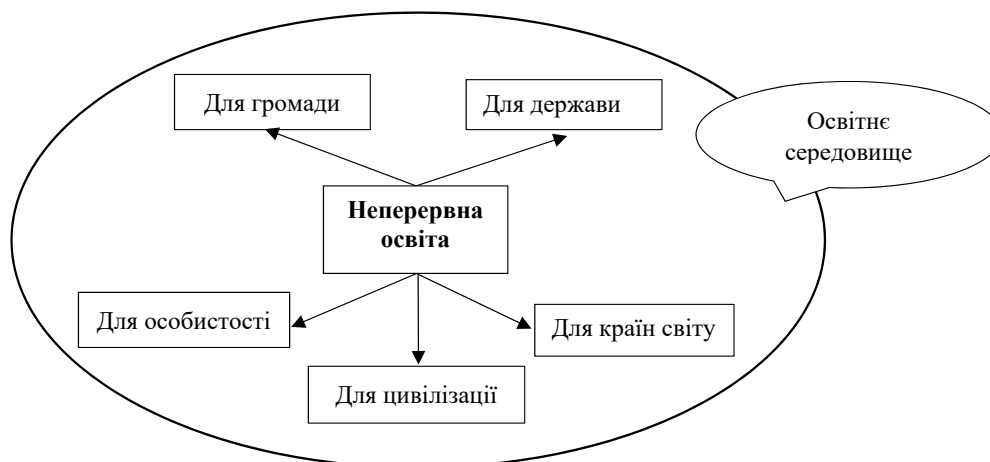 Для громади
Для держави
Освітнє
середовище
Неперервна
освіта
Для особистості
Для країн світу
Для цивілізації